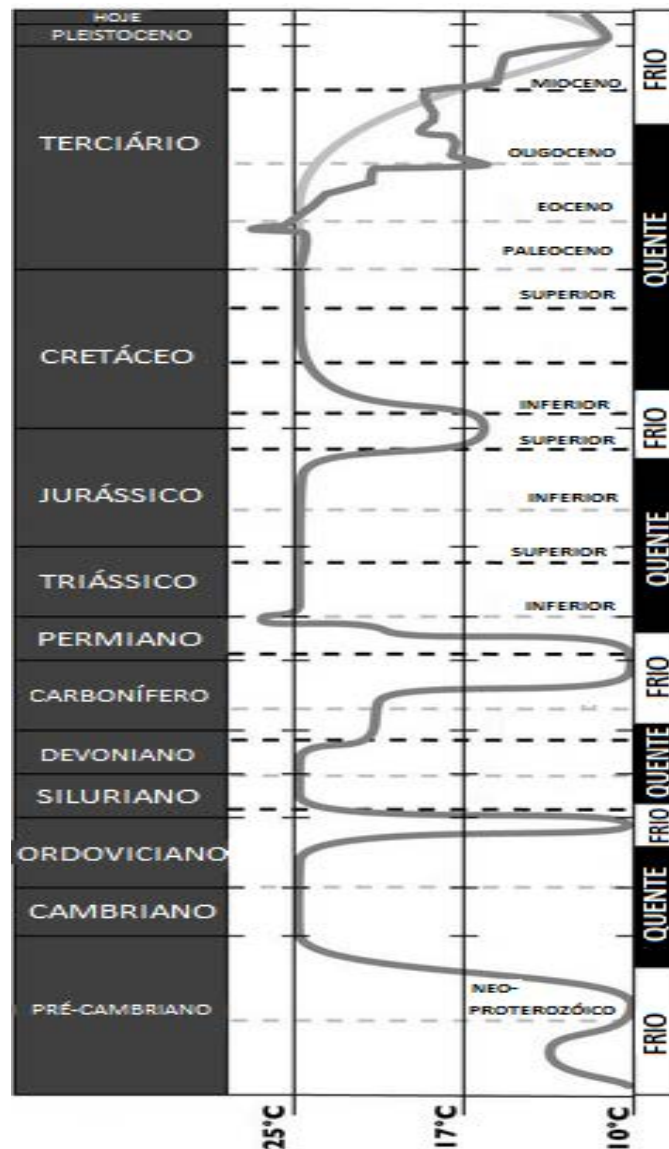 HOJE
PLEISTOCENO
TERCIÁRIO
CRETÁCEO
JURÁSSICO
TRIÁSSICO
PERMIANO
CARBONÍFERO
DEVONIANO
SILURIANO
ORDOVICIANO
CAMBRIANO
PRÉ-CAMBRIANO
MIOCENO
OLIGOCENO
EOCENO
PALEOCENO
SUPERIOR
INFERIOR
SUPERIOR
INFERIOR
SUPERIOR
INFERIOR
NEO-
PROTEROZÓICO
FRIO
QUENTE
FRIO
QUENTE
FRIO
QUENTE
FRIO
QUENTE
FRIO
25°C
17°C
10°C